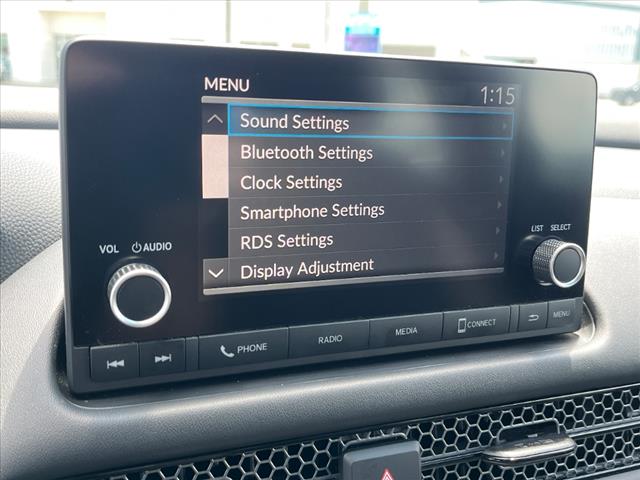 MENU
1:15
Sound Settings
Bluetooth Settings
Clock Settings
Smartphone Settings
RDS Settings
Display Adjustment
VOL AUDIO
LIST SELECT
PHONE
RADIO
MEDIA
CONNECT
MENU